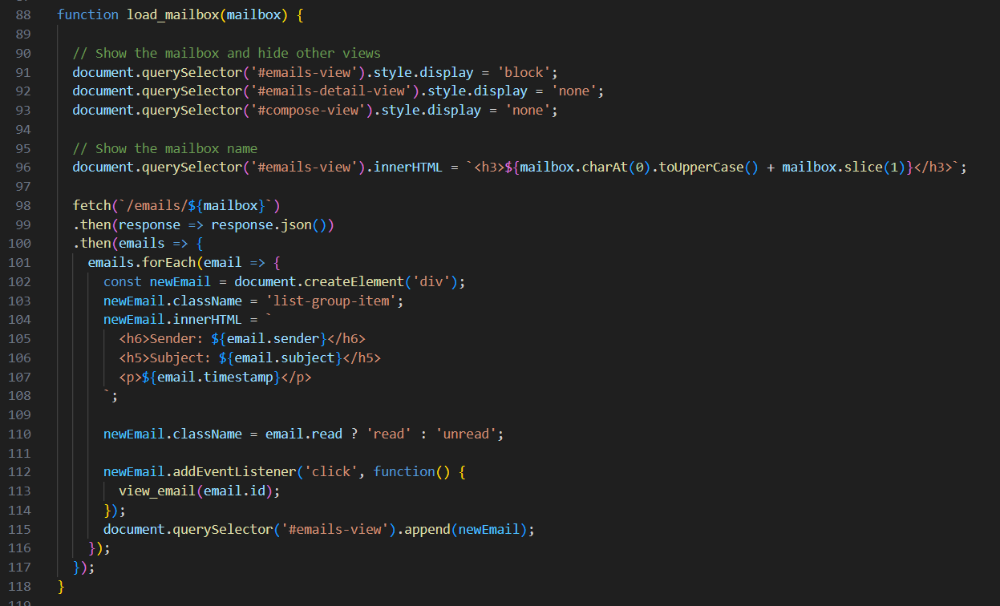 88 function load_mailbox(mailbox) {
89
90 // Show the mailbox and hide other views
91 document.querySelector('#emails-view').style.display = 'block';
92 document.querySelector('#emails-detail-view').style.display = 'none';
93 document.querySelector('#compose-view').style.display = 'none';
94
95 // Show the mailbox name
96 document.querySelector('#emails-view').innerHTML = `<h3>${mailbox.charAt(0).toUpperCase() + mailbox.slice(1)}</h3>`;
97
98 fetch(`/emails/${mailbox}`)
99 .then(response => response.json())
100 .then(emails => {
101 emails.forEach(email => {
102 const newEmail = document.createElement('div');
103 newEmail.className = 'list-group-item';
104 newEmail.innerHTML = `
105 <h6>Sender: ${email.sender}</h6>
106 <h5>Subject: ${email.subject}</h5>
107 <p>${email.timestamp}</p>
108 `;
109
110 newEmail.className = email.read ? 'read' : 'unread';
111
112 newEmail.addEventListener('click', function() {
113 view_email(email.id);
114 });
115 document.querySelector('#emails-view').append(newEmail);
116 });
117 });
118 }
119